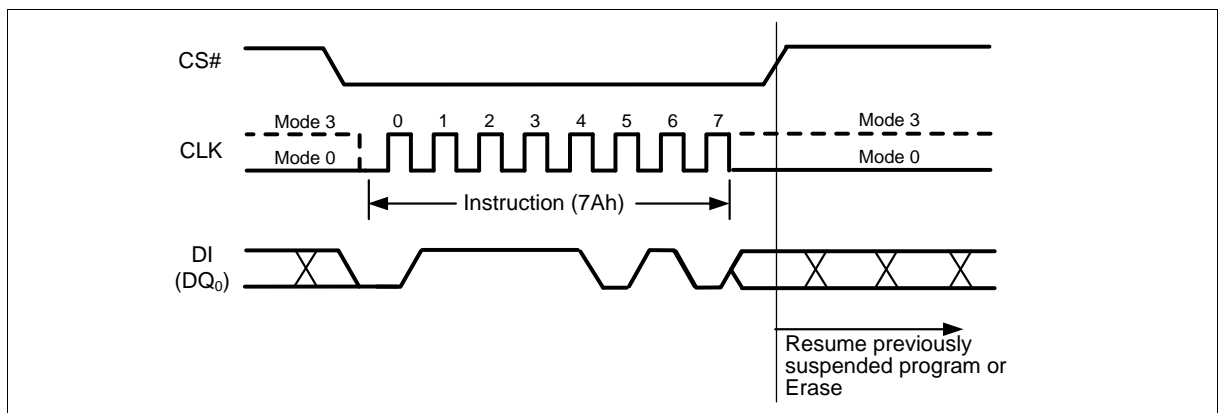 CS#
Mode 3 0 1 2 3 4 5 6 7 Mode 3
CLK
Mode 0 Mode 0
Instruction (7Ah)
DI
(DQ₀)
Resume previously
suspended program or
Erase